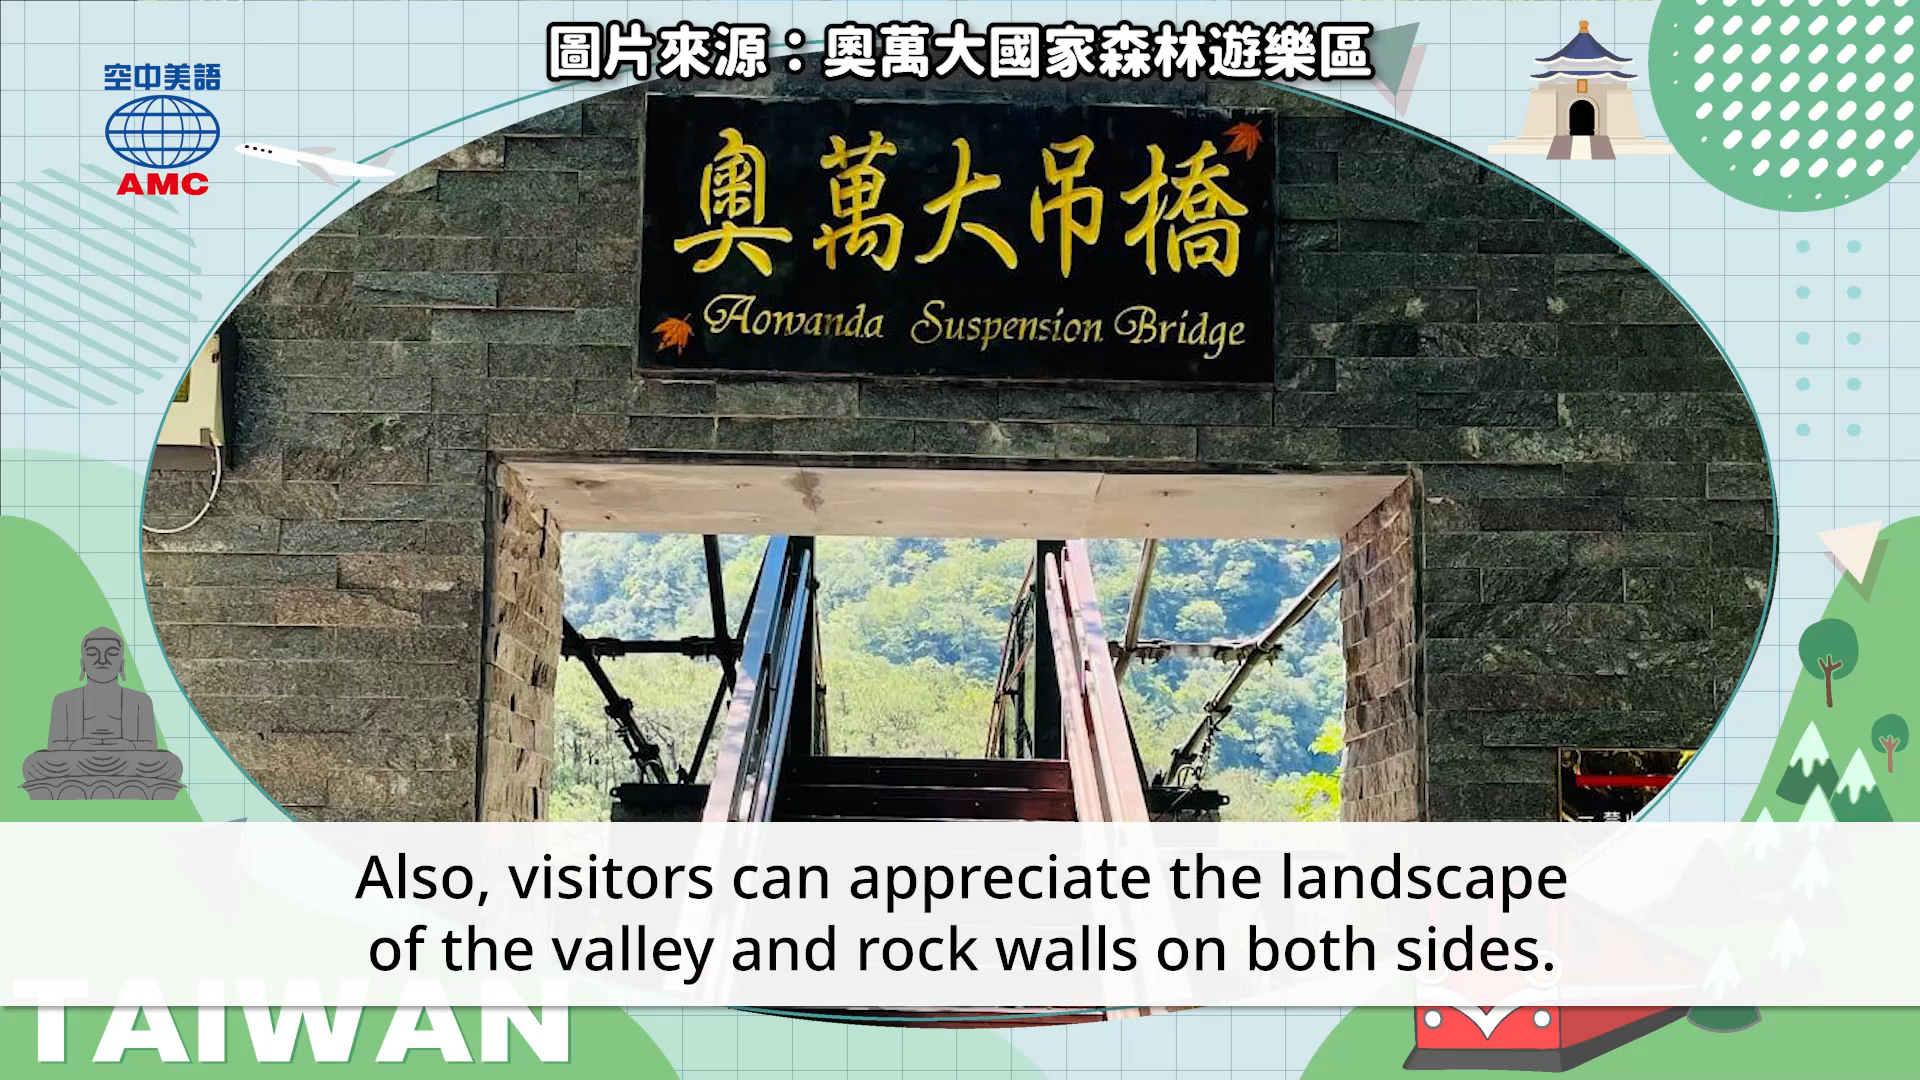 圖片來源：奧萬大國家森林遊樂區
空中美語
AMC
奧萬大吊橋
Aowanda Suspension Bridge
Also, visitors can appreciate the landscape
of the valley and rock walls on both sides.
TAIWAN